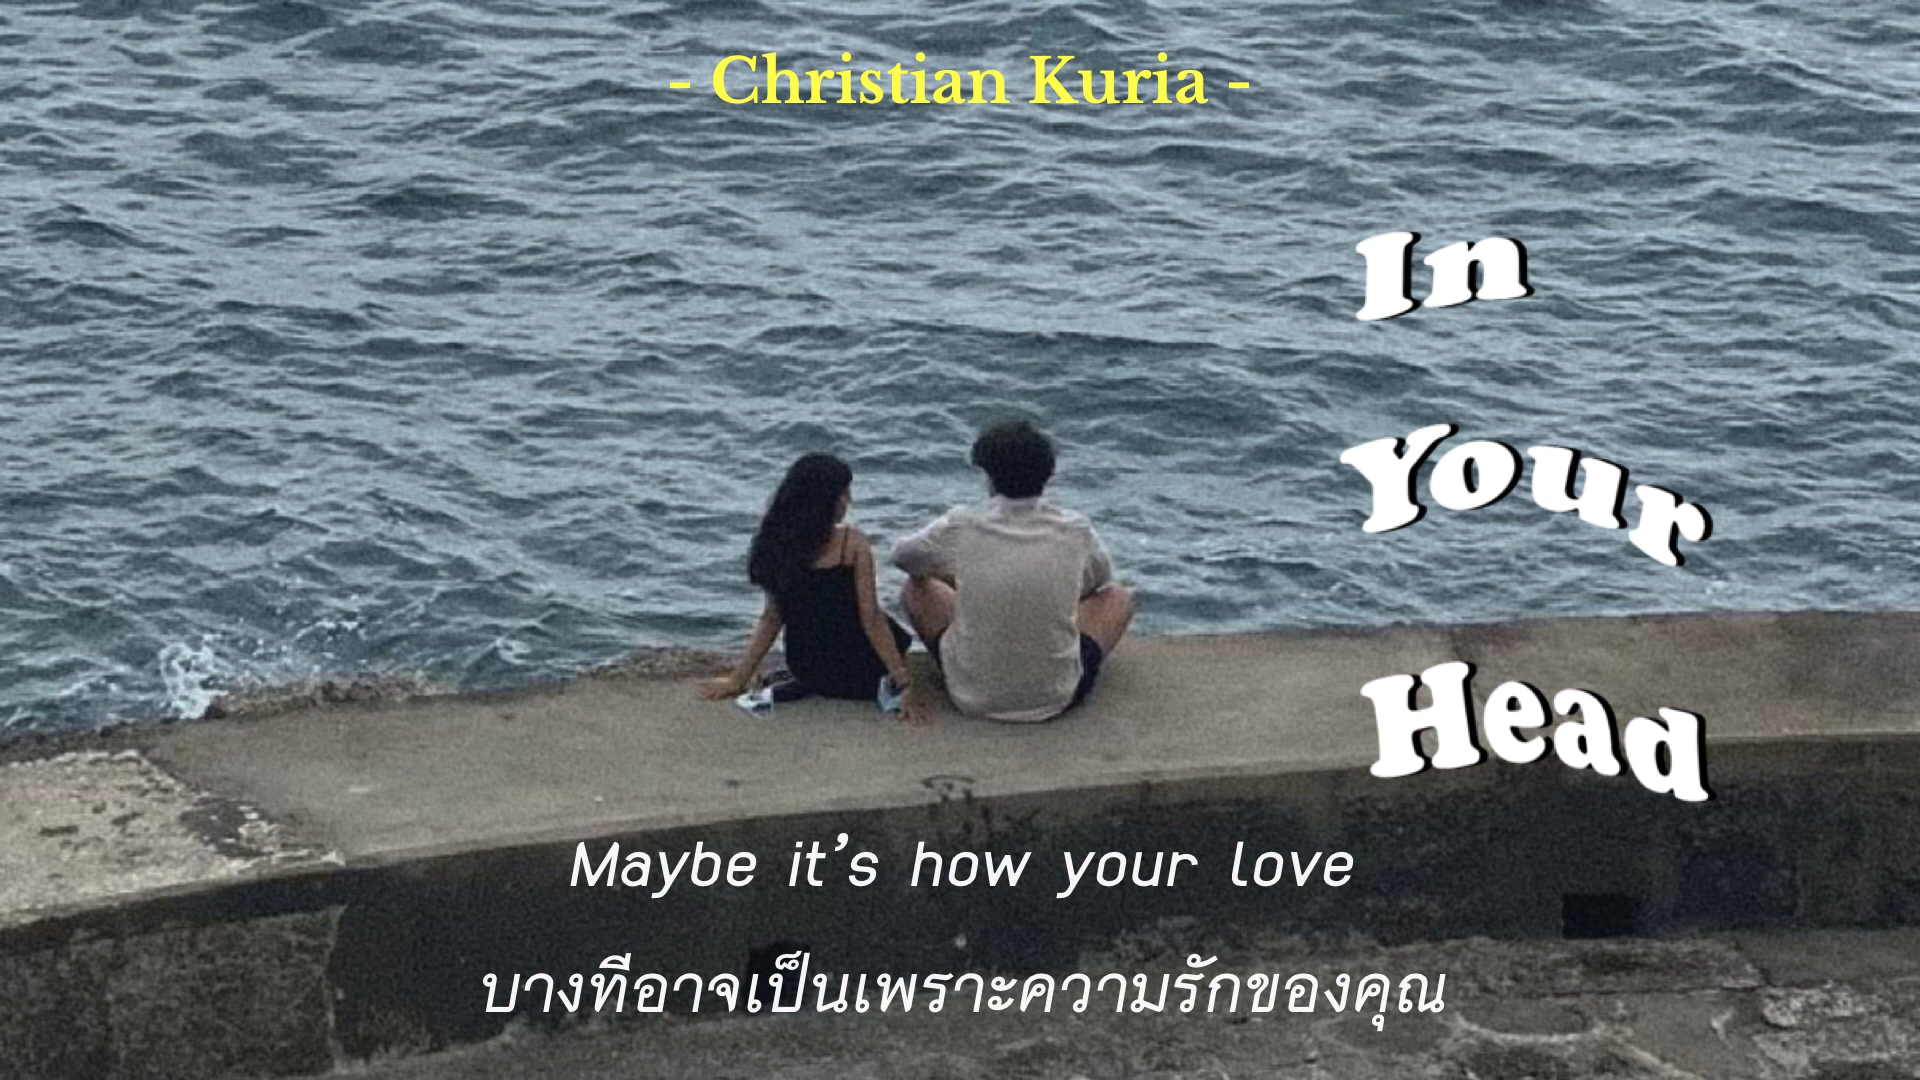 - Christian Kuria -
In
Your
Head
Maybe it's how your love
บางทีอาจเป็นเพราะความรักของคุณ